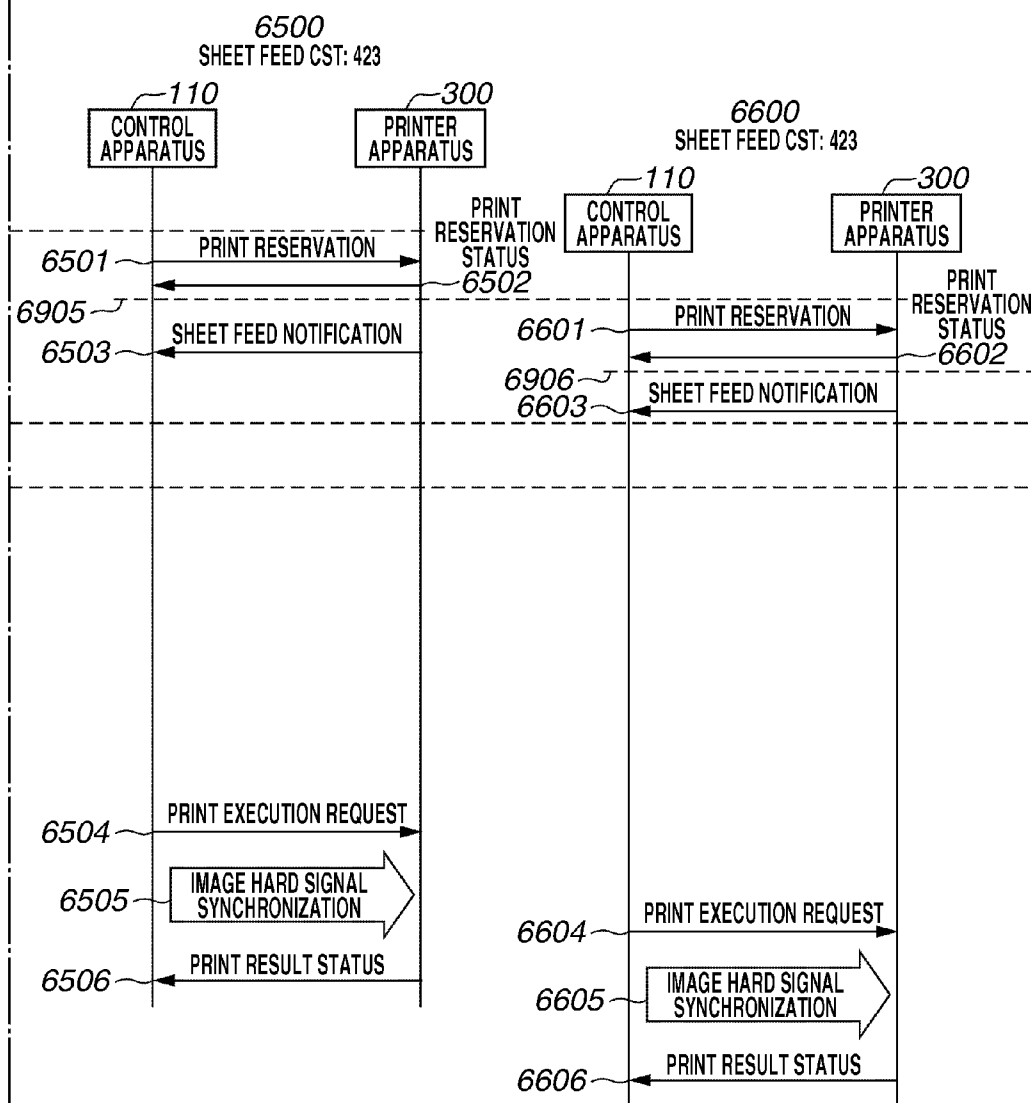 6500
SHEET FEED CST: 423
110
CONTROL
APPARATUS
300
PRINTER
APPARATUS
PRINT
RESERVATION
STATUS
6501
PRINT RESERVATION
6502
6905
6503
SHEET FEED NOTIFICATION
6504
PRINT EXECUTION REQUEST
6505
IMAGE HARD SIGNAL
SYNCHRONIZATION
6506
PRINT RESULT STATUS
6600
SHEET FEED CST: 423
110
CONTROL
APPARATUS
300
PRINTER
APPARATUS
PRINT
RESERVATION
STATUS
6601
PRINT RESERVATION
6602
6906
6603
SHEET FEED NOTIFICATION
6604
PRINT EXECUTION REQUEST
6605
IMAGE HARD SIGNAL
SYNCHRONIZATION
6606
PRINT RESULT STATUS